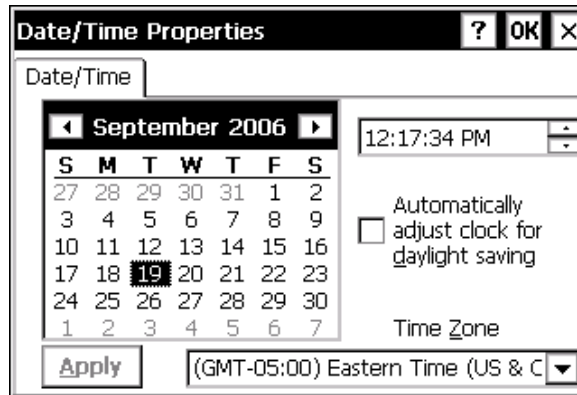 Date/Time Properties ? OK ×
Date/Time
September 2006
S M T W T F S
27 28 29 30 31 1 2
3 4 5 6 7 8 9
10 11 12 13 14 15 16
17 18 19 20 21 22 23
24 25 26 27 28 29 30
1 2 3 4 5 6 7
12:17:34 PM
Automatically
adjust clock for
daylight saving
Time Zone
Apply
(GMT-05:00) Eastern Time (US & C